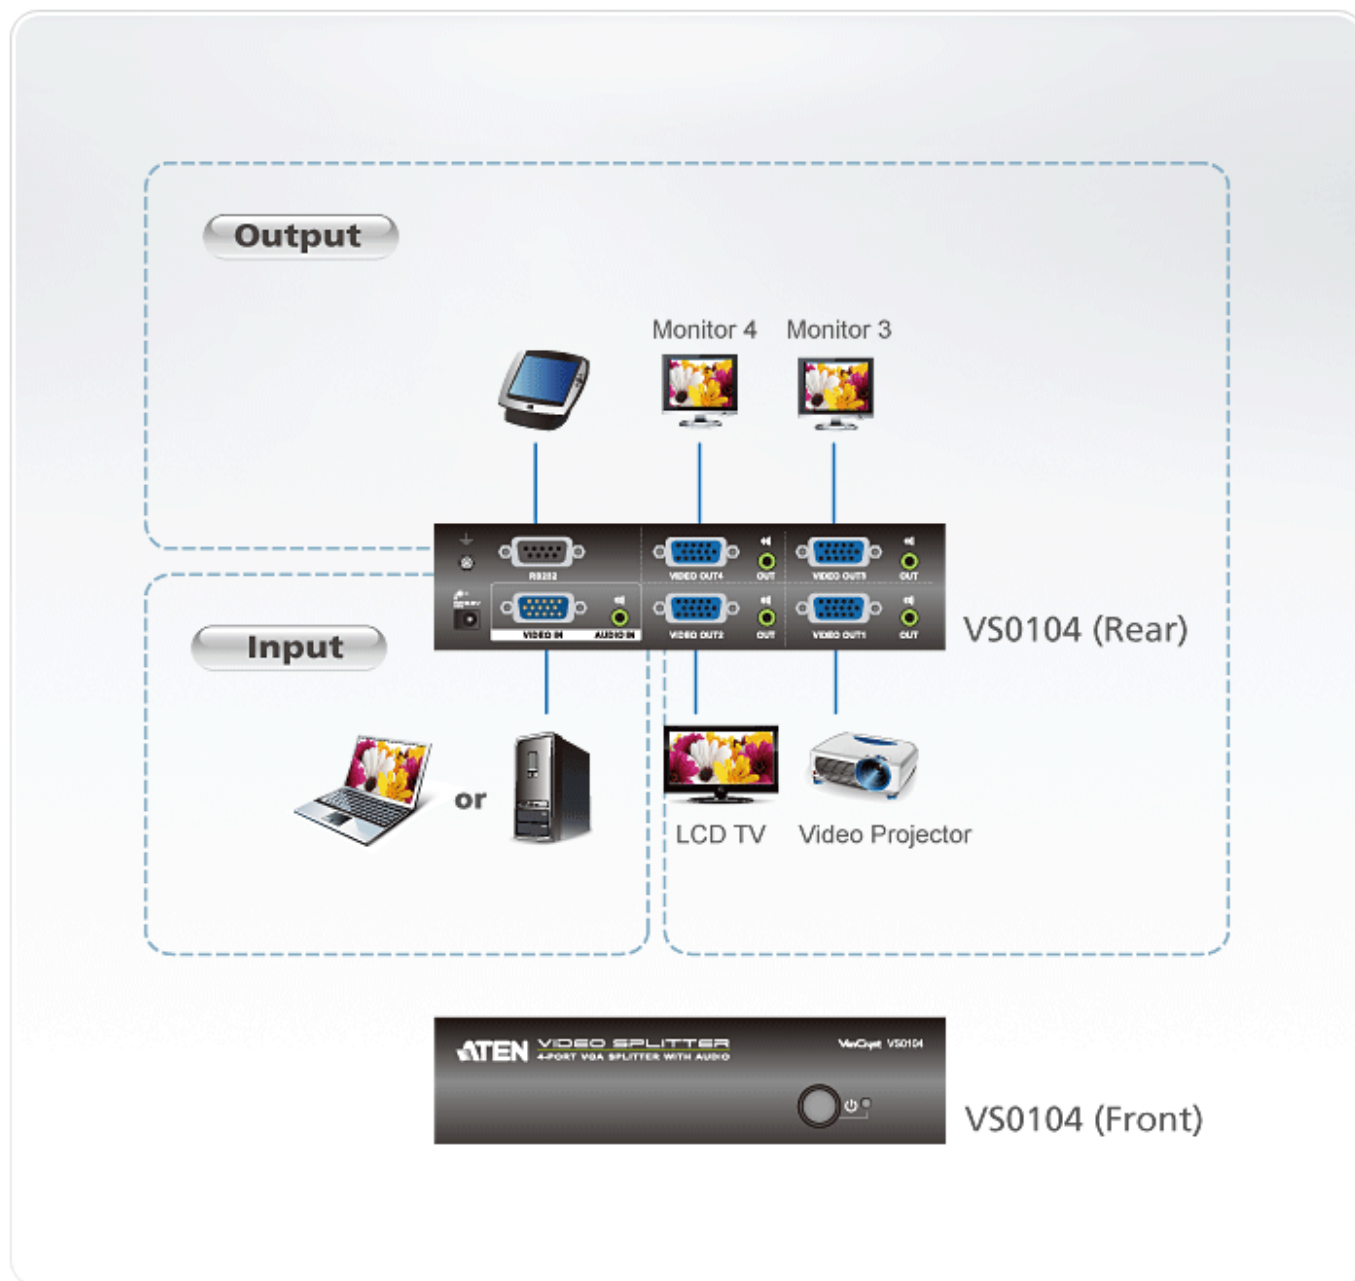 Output
Monitor 4
Monitor 3
RS232
VIDEO OUT4
OUT
VIDEO OUT3
OUT
VIDEO IN
AUDIO IN
VIDEO OUT2
OUT
VIDEO OUT1
OUT
VS0104 (Rear)
Input
or
LCD TV
Video Projector
ATEN
VIDEO SPLITTER
4-PORT VGA SPLITTER WITH AUDIO
VanCryst VS0104
VS0104 (Front)